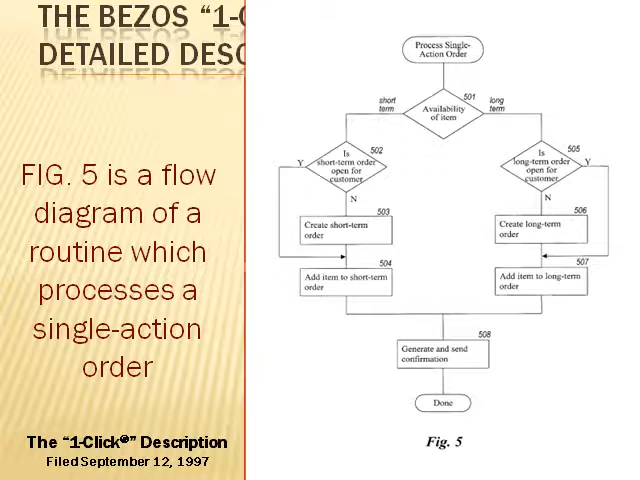 THE BEZOS “1-
DETAILED DESC
FIG. 5 is a flow
diagram of a
routine which
processes a
single-action
order
The “1-Click®” Description
Filed September 12, 1997
Process Single-
Action Order
501
short
term
long
term
Availability
of item
502
Is
short-term order
open for
customer
Y
N
505
Is
long-term order
open for
customer
Y
N
503
Create short-term
order
506
Create long-term
order
504
Add item to short-term
order
507
Add item to long-term
order
508
Generate and send
confirmation
Done
Fig. 5